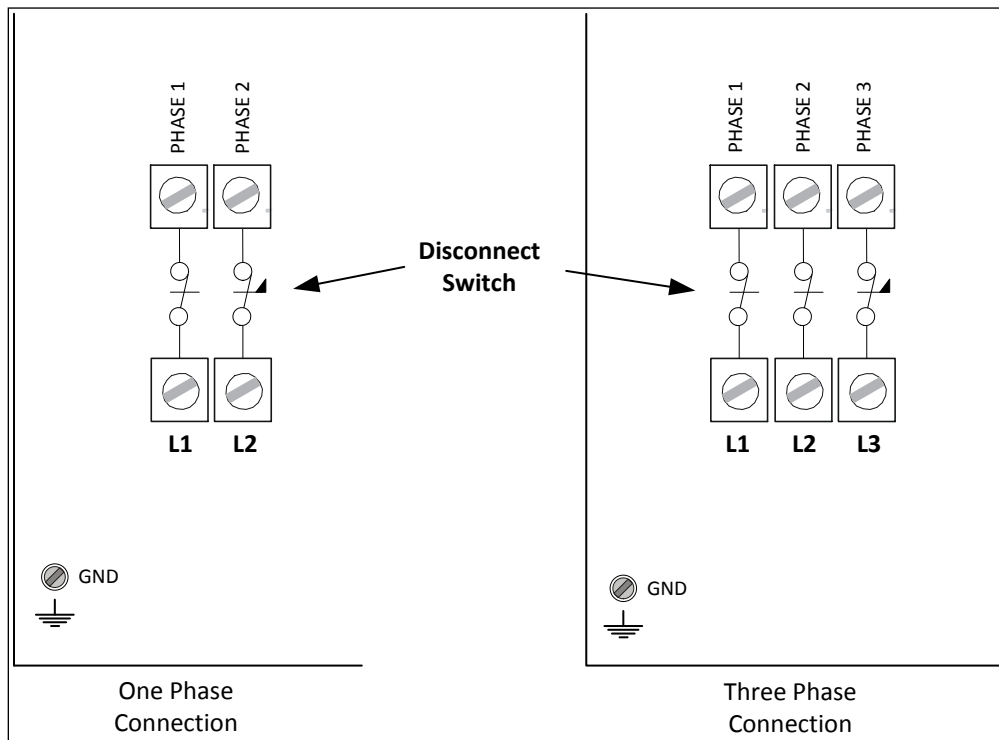 PHASE 1
PHASE 2
L1
L2
GND
One Phase
Connection
Disconnect
Switch
PHASE 1
PHASE 2
PHASE 3
L1
L2
L3
GND
Three Phase
Connection